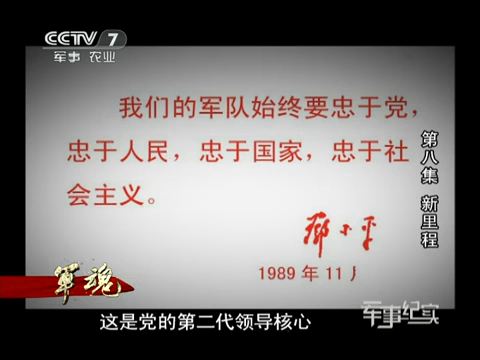 CCTV 7
军事 农业
我们的军队始终要忠于党，
忠于人民，忠于国家，忠于社
会主义。
邓小平
1989 年 11 月
第八集 新里程
军魂
这是党的第二代领导核心
军事纪实